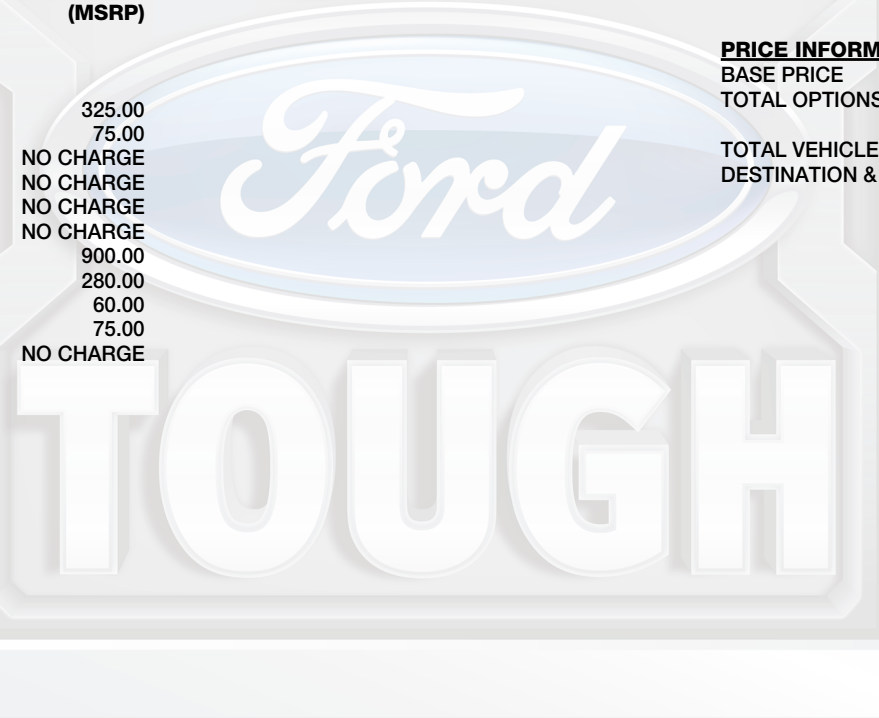 (MSRP)
325.00
75.00
NO CHARGE
NO CHARGE
NO CHARGE
NO CHARGE
900.00
280.00
60.00
75.00
NO CHARGE
PRICE INFORM
BASE PRICE
TOTAL OPTIONS
TOTAL VEHICLE
DESTINATION &
Ford
TOUGH